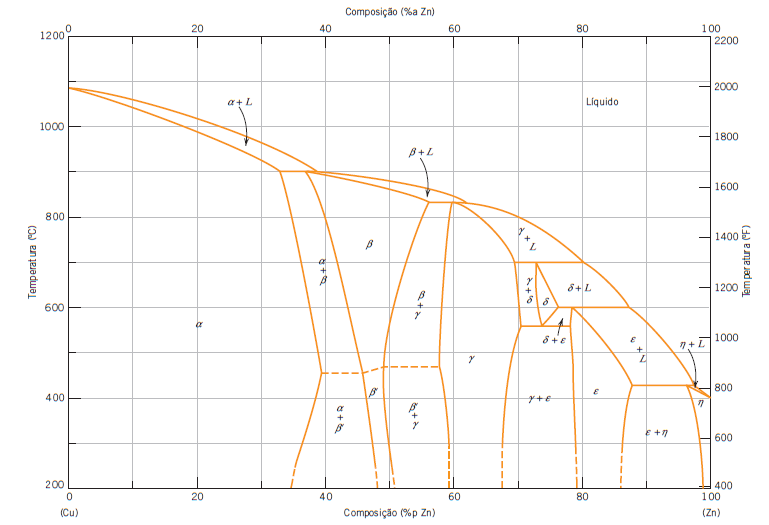 Composição (%a Zn)
0 20 40 60 80 100
1200 2200
2000
α + L
Líquido
1000 1800
β + L
1600
800
γ
+
L
1400
β
α
+
β
γ
+
δ
δ + L
1200
β
+
γ
δ
600
α
δ + ε
1000
ε
+
L
η + L
γ
800
β′
ε
400
γ + ε
η
α
+
β′
β′
+
γ
ε + η
600
200 400
0 20 40 60 80 100
(Cu) Composição (%p Zn) (Zn)
Temperatura (°C)
Temperatura (°F)